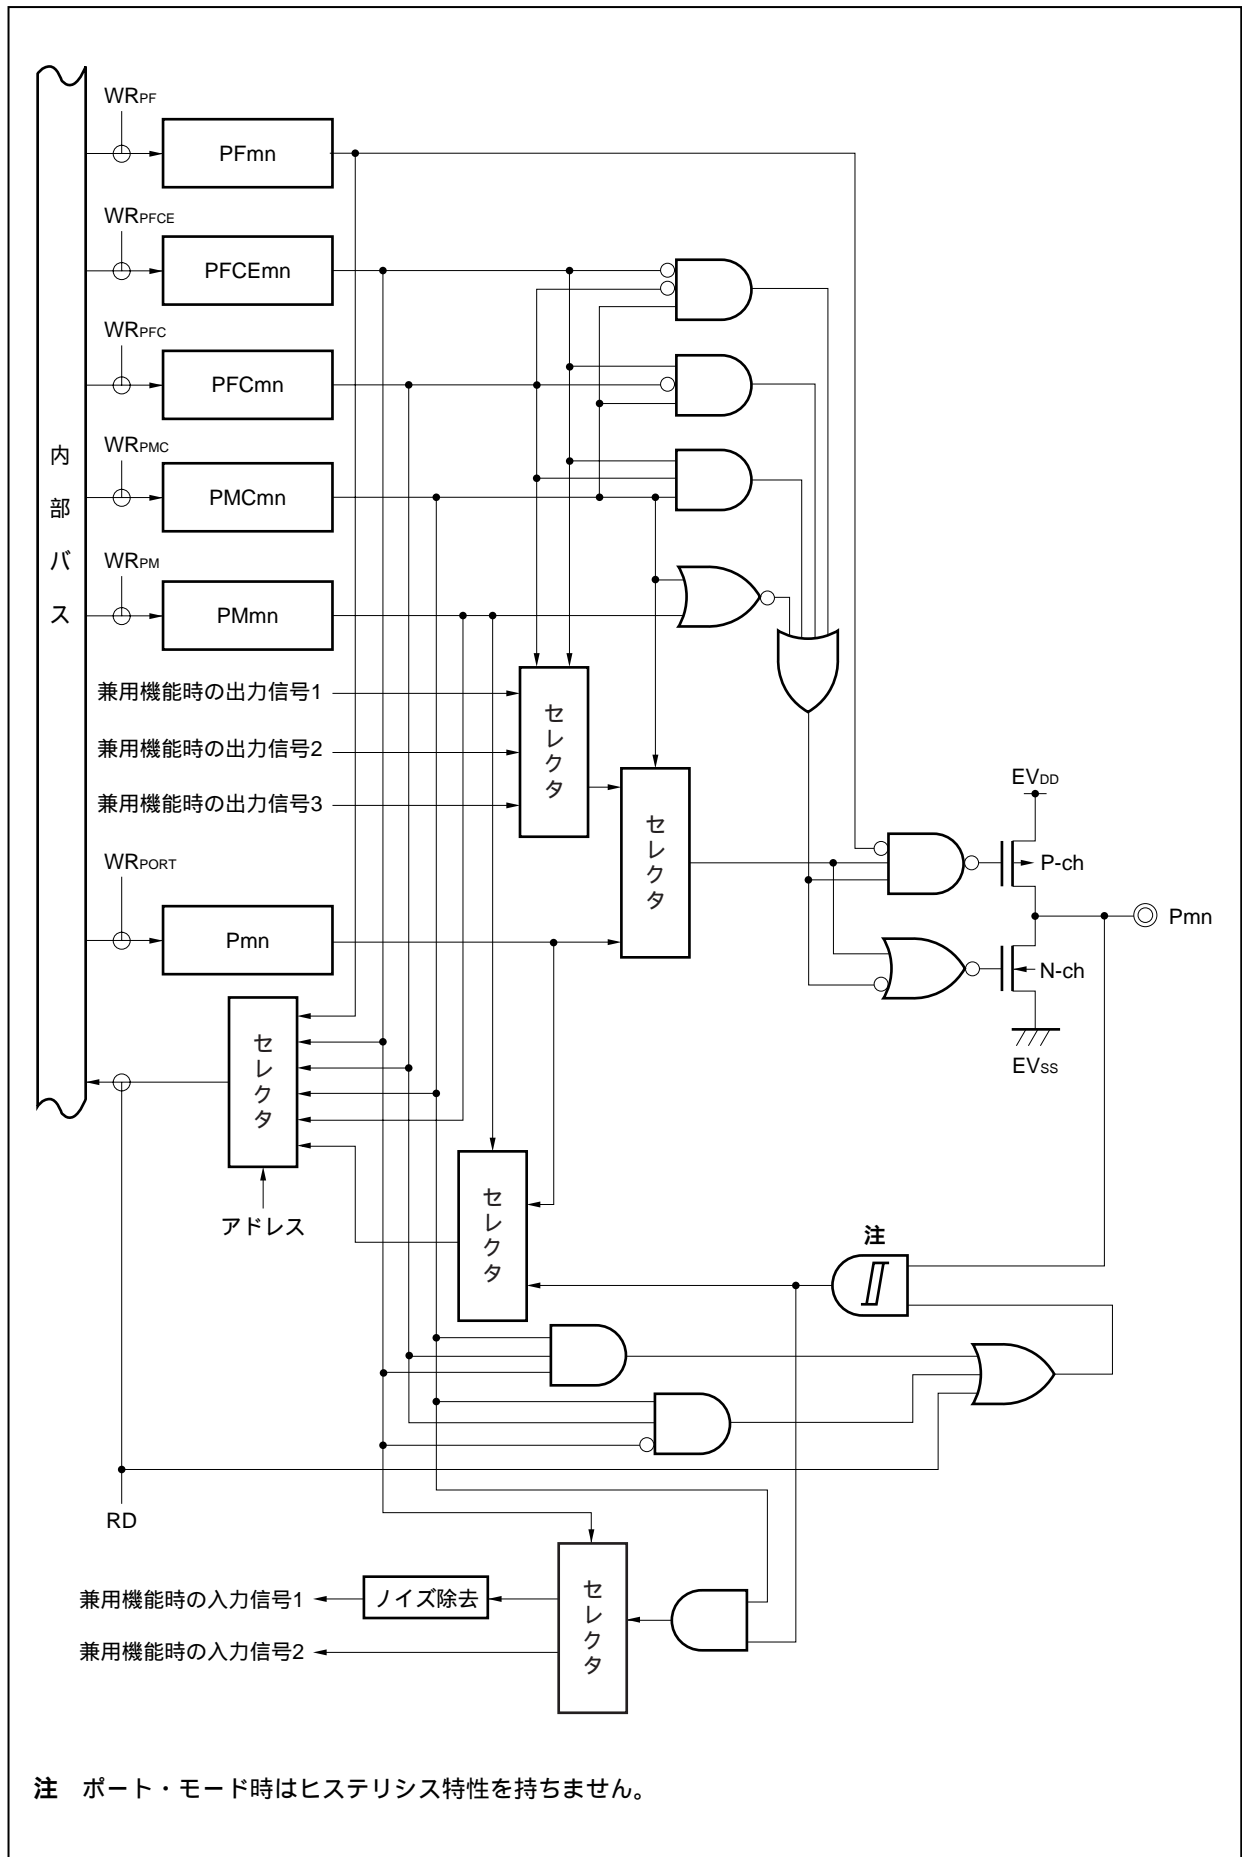 WRPF
PFmn
WRPFCE
PFCEmn
WRPFC
PFCmn
WRPMC
PMCmn
内部バス
WRPM
PMmn
兼用機能時の出力信号1
兼用機能時の出力信号2
兼用機能時の出力信号3
セレクタ
セレクタ
EVDD
P-ch
Pmn
N-ch
EVSS
WRPORT
Pmn
セレクタ
アドレス
セレクタ
注
RD
兼用機能時の入力信号1
ノイズ除去
セレクタ
兼用機能時の入力信号2
注 ポート・モード時はヒステリシス特性を持ちません。